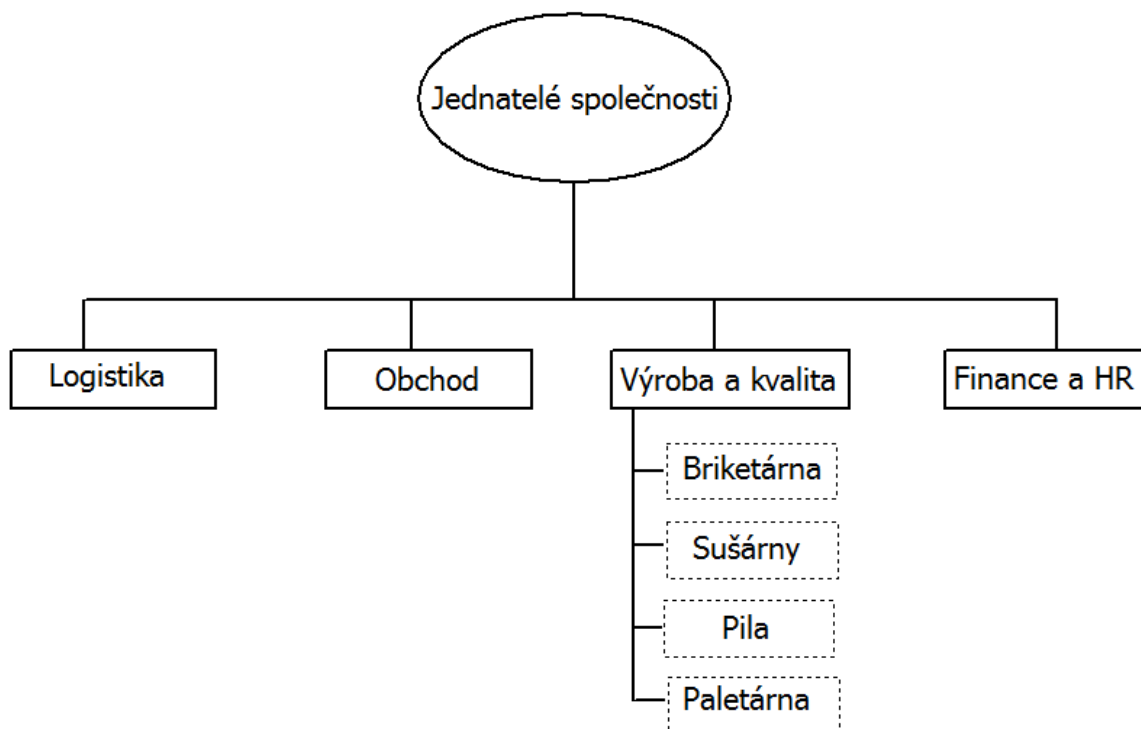 Jednatelé společnosti
Logistika
Obchod
Výroba a kvalita
Finance a HR
Briketárna
Sušárny
Pila
Paletárna